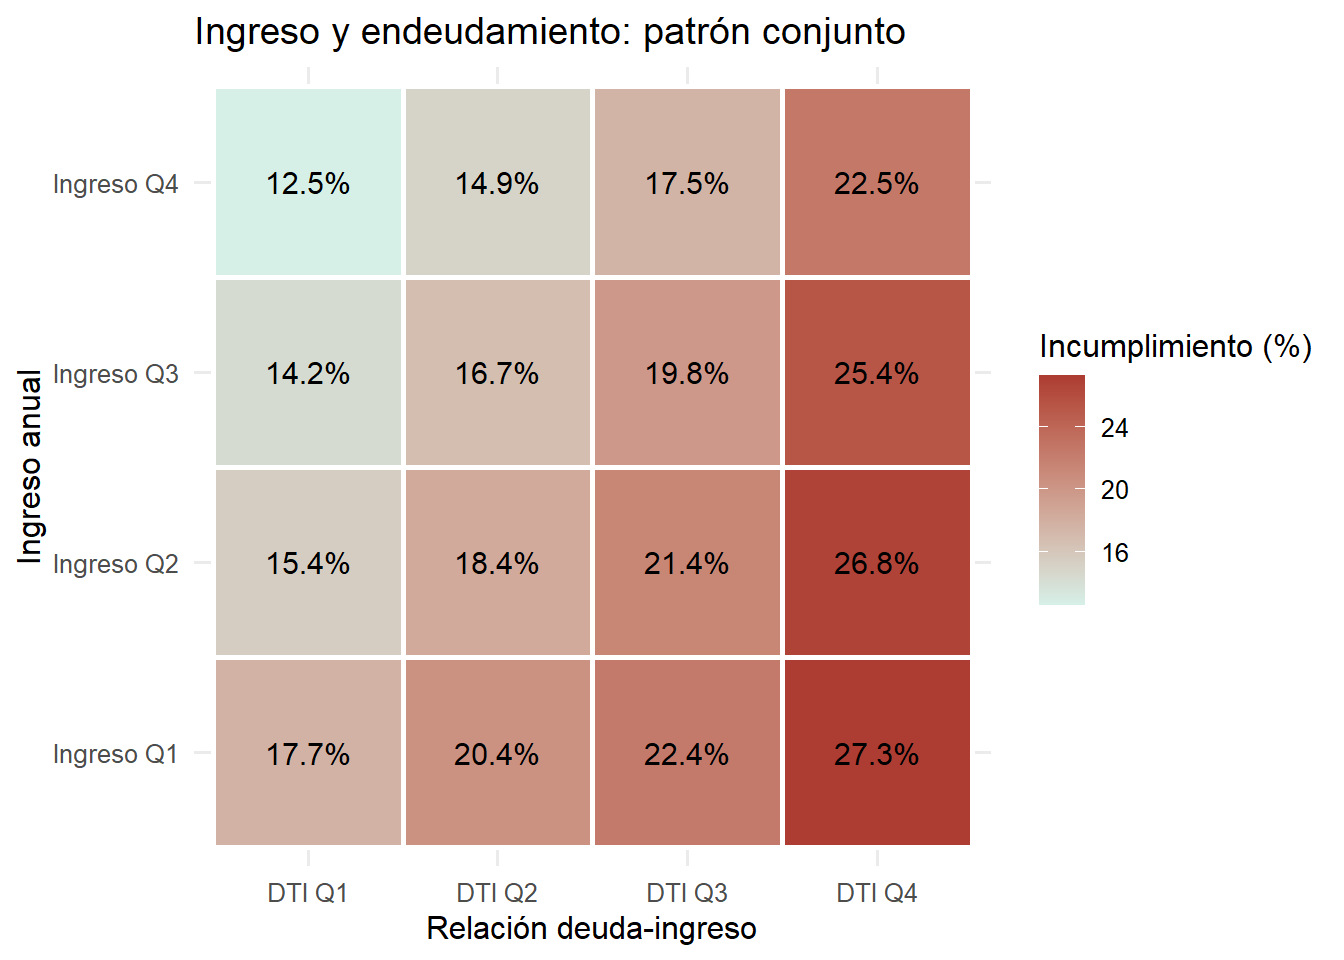 Ingreso y endeudamiento: patrón conjunto
Ingreso anual
Ingreso Q4
12.5%
14.9%
17.5%
22.5%
Ingreso Q3
14.2%
16.7%
19.8%
25.4%
Ingreso Q2
15.4%
18.4%
21.4%
26.8%
Ingreso Q1
17.7%
20.4%
22.4%
27.3%
DTI Q1
DTI Q2
DTI Q3
DTI Q4
Relación deuda-ingreso
Incumplimiento (%)
24
20
16